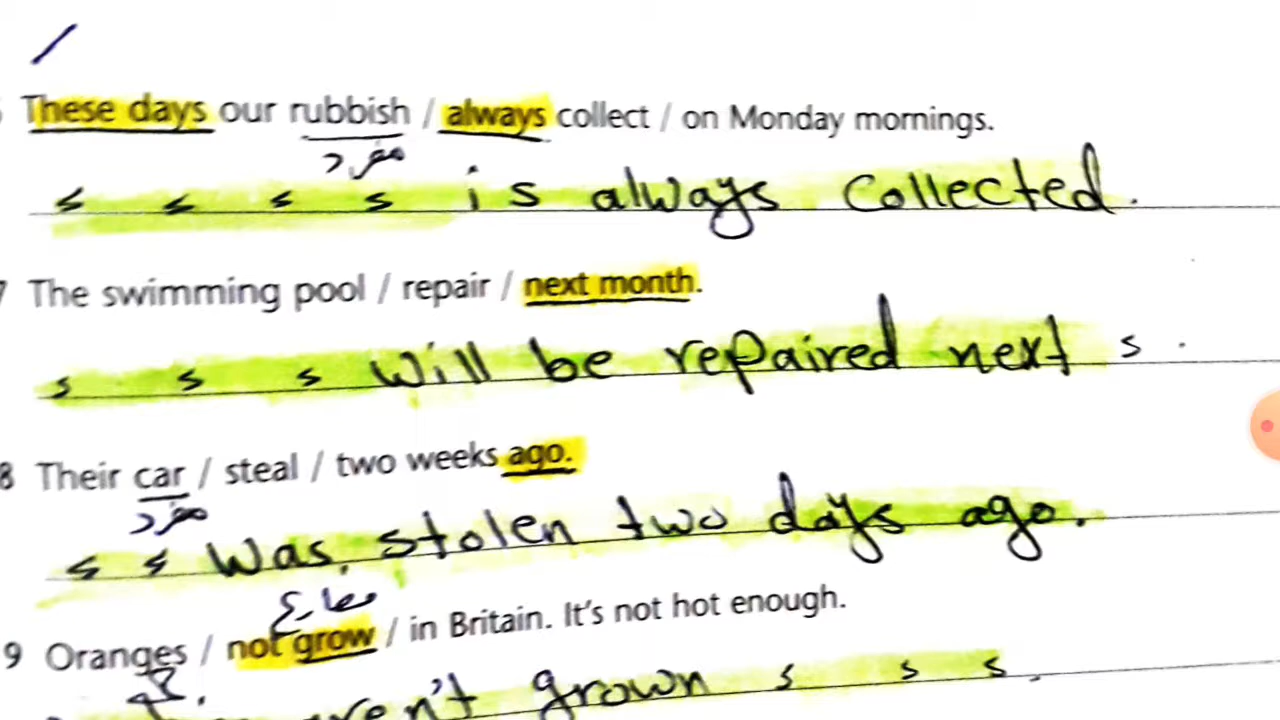 These days our rubbish / always collect / on Monday mornings.
مفرد
is always collected.
7 The swimming pool / repair / next month.
will be repaired next
8 Their car / steal / two weeks ago.
مفرد
was stolen two days ago.
مضارع
9 Oranges / not grow / in Britain. It's not hot enough.
aren't grown